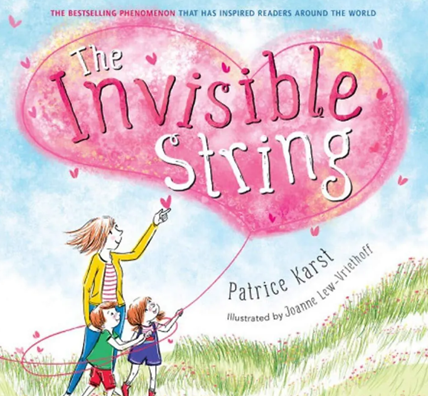 THE BESTSELLING PHENOMENON THAT HAS INSPIRED READERS AROUND THE WORLD
The
Invisible
String
Patrice Karst
Illustrated by Joanne Lew-Vriethoff